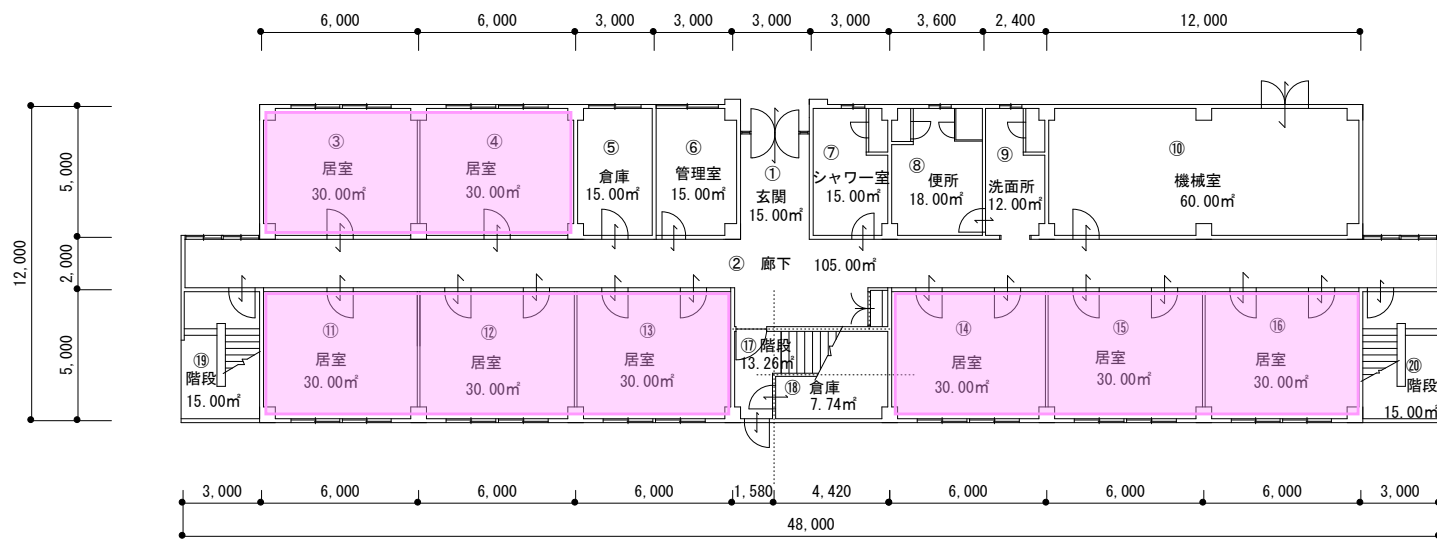 6,000 6,000 3,000 3,000 3,000 3,000 3,600 2,400 12,000
12,000
5,000
2,000
5,000
③
居室
30.00㎡
④
居室
30.00㎡
⑤
倉庫
15.00㎡
⑥
管理室
15.00㎡
①
玄関
15.00㎡
⑦
シャワー室
15.00㎡
⑧
便所
18.00㎡
⑨
洗面所
12.00㎡
⑩
機械室
60.00㎡
② 廊下 105.00㎡
⑲
階段
15.00㎡
⑪
居室
30.00㎡
⑫
居室
30.00㎡
⑬
居室
30.00㎡
⑰階段
13.26㎡
⑱ 倉庫
7.74㎡
⑭
居室
30.00㎡
⑮
居室
30.00㎡
⑯
居室
30.00㎡
⑳
階段
15.00㎡
3,000 6,000 6,000 6,000 1,580 4,420 6,000 6,000 6,000 3,000
48,000